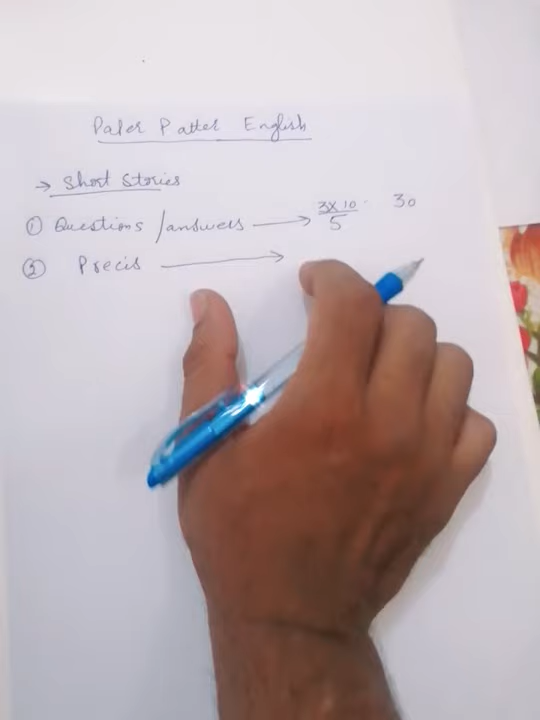 Paper Patter English
→ Short Stories
① Questions /answers → 3x10/5 30
② Precis →